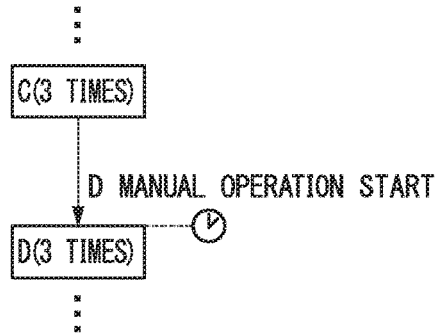 C(3 TIMES)
D MANUAL OPERATION START
D(3 TIMES)